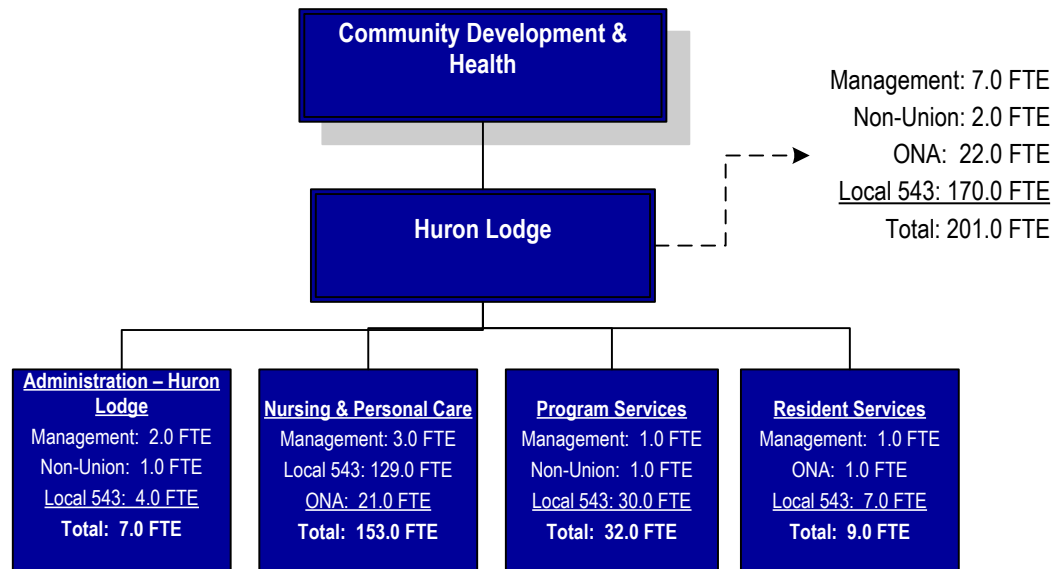 Community Development &
Health
Management: 7.0 FTE
Non-Union: 2.0 FTE
ONA: 22.0 FTE
Local 543: 170.0 FTE
Total: 201.0 FTE
Huron Lodge
Administration – Huron
Lodge
Management: 2.0 FTE
Non-Union: 1.0 FTE
Local 543: 4.0 FTE
Total: 7.0 FTE
Nursing & Personal Care
Management: 3.0 FTE
Local 543: 129.0 FTE
ONA: 21.0 FTE
Total: 153.0 FTE
Program Services
Management: 1.0 FTE
Non-Union: 1.0 FTE
Local 543: 30.0 FTE
Total: 32.0 FTE
Resident Services
Management: 1.0 FTE
ONA: 1.0 FTE
Local 543: 7.0 FTE
Total: 9.0 FTE